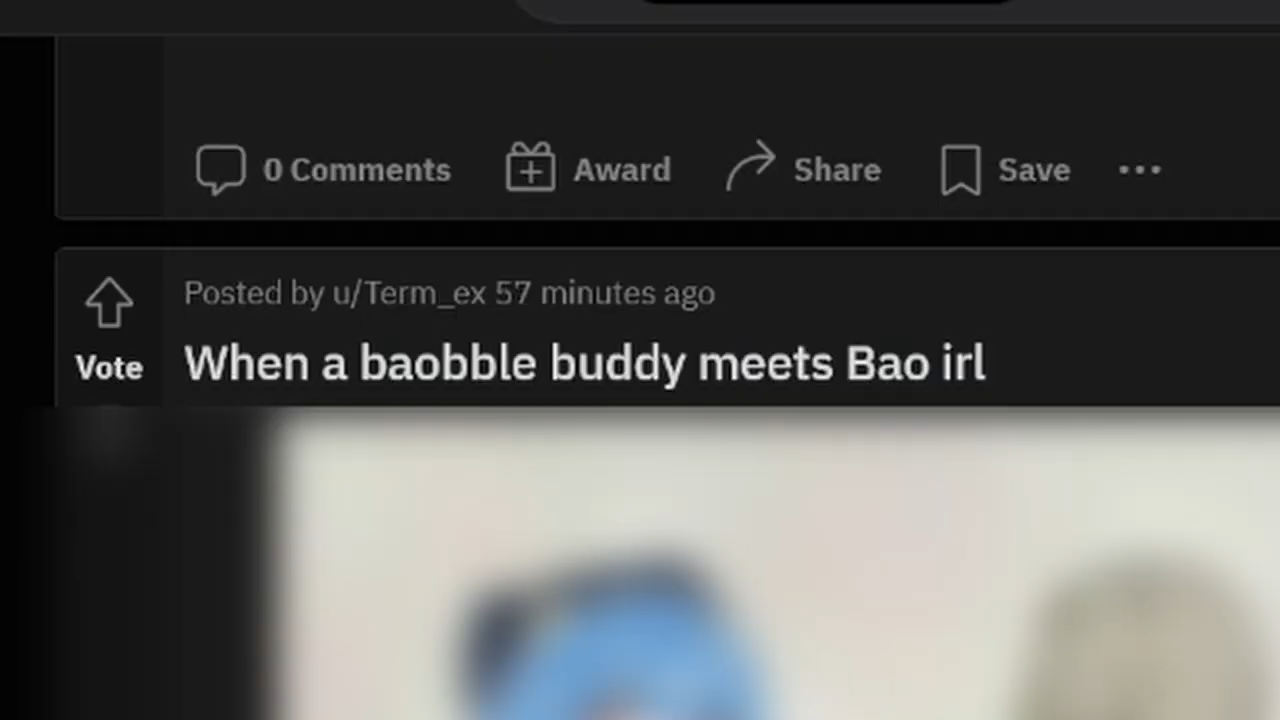 0 Comments Award Share Save
Posted by u/Term_ex 57 minutes ago
Vote When a baobble buddy meets Bao irl